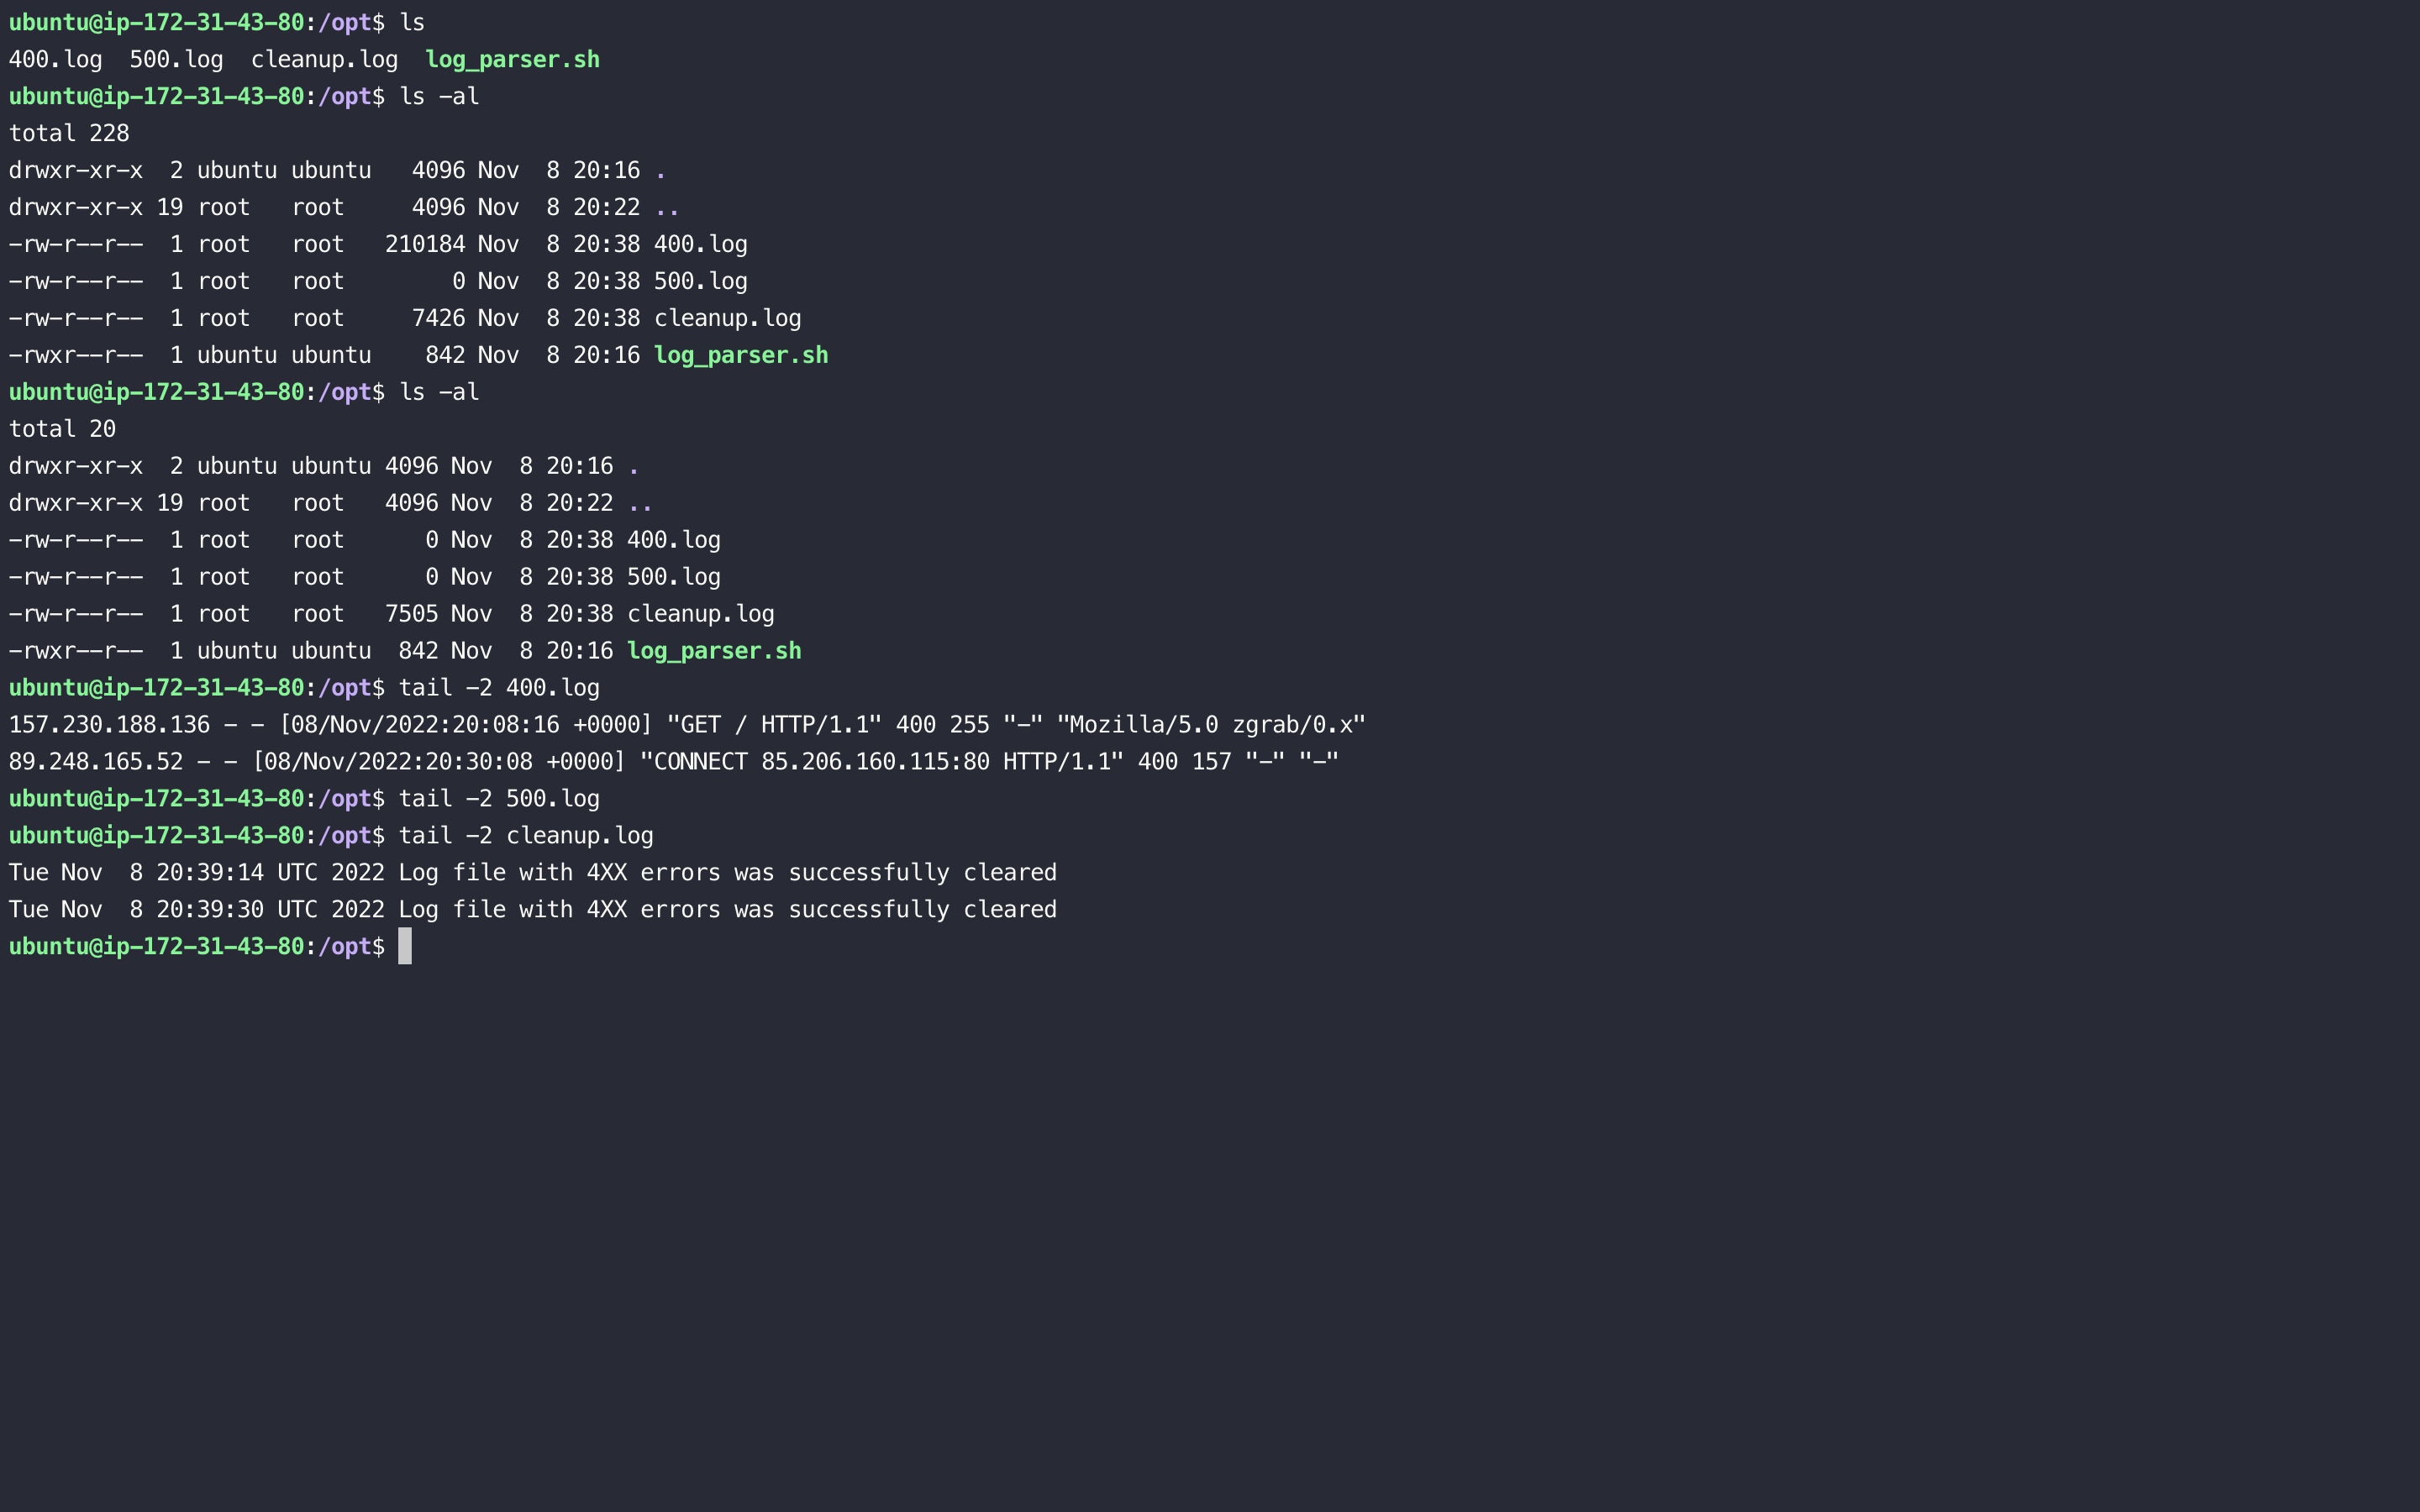 ubuntu@ip-172-31-43-80:/opt$ ls
400.log  500.log  cleanup.log  log_parser.sh
ubuntu@ip-172-31-43-80:/opt$ ls -al
total 228
drwxr-xr-x  2 ubuntu ubuntu   4096 Nov  8 20:16 .
drwxr-xr-x 19 root   root     4096 Nov  8 20:22 ..
-rw-r--r--  1 root   root   210184 Nov  8 20:38 400.log
-rw-r--r--  1 root   root        0 Nov  8 20:38 500.log
-rw-r--r--  1 root   root     7426 Nov  8 20:38 cleanup.log
-rwxr--r--  1 ubuntu ubuntu    842 Nov  8 20:16 log_parser.sh
ubuntu@ip-172-31-43-80:/opt$ ls -al
total 20
drwxr-xr-x  2 ubuntu ubuntu 4096 Nov  8 20:16 .
drwxr-xr-x 19 root   root   4096 Nov  8 20:22 ..
-rw-r--r--  1 root   root      0 Nov  8 20:38 400.log
-rw-r--r--  1 root   root      0 Nov  8 20:38 500.log
-rw-r--r--  1 root   root   7505 Nov  8 20:38 cleanup.log
-rwxr--r--  1 ubuntu ubuntu  842 Nov  8 20:16 log_parser.sh
ubuntu@ip-172-31-43-80:/opt$ tail -2 400.log
157.230.188.136 - - [08/Nov/2022:20:08:16 +0000] "GET / HTTP/1.1" 400 255 "-" "Mozilla/5.0 zgrab/0.x"
89.248.165.52 - - [08/Nov/2022:20:30:08 +0000] "CONNECT 85.206.160.115:80 HTTP/1.1" 400 157 "-" "-"
ubuntu@ip-172-31-43-80:/opt$ tail -2 500.log
ubuntu@ip-172-31-43-80:/opt$ tail -2 cleanup.log
Tue Nov  8 20:39:14 UTC 2022 Log file with 4XX errors was successfully cleared
Tue Nov  8 20:39:30 UTC 2022 Log file with 4XX errors was successfully cleared
ubuntu@ip-172-31-43-80:/opt$